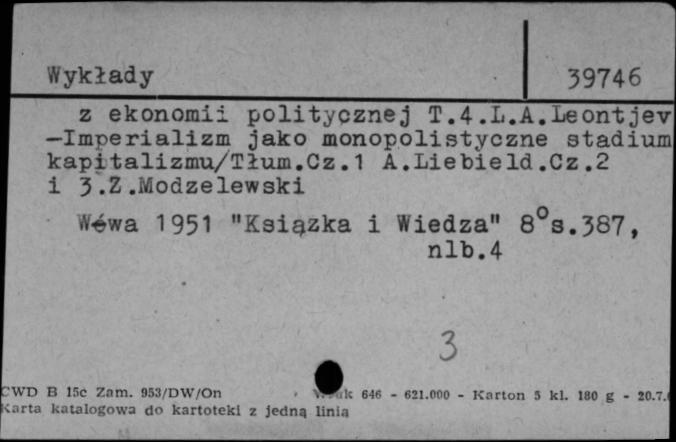 Wykłady 39746
z ekonomii politycznej T.4.L.A.Leontjev
-Imperializm jako monopolistyczne stadium
kapitalizmu/Tłum.Cz.1 A.Liebield.Cz.2
i 3.Z.Modzelewski
Wéwa 1951 "Książka i Wiedza" 8°s.387,
nlb.4
3
CWD B 15c Zam. 953/DW/On 646 - 621.000 - Karton 5 kl. 180 g - 20.7.
Karta katalogowa do kartoteki z jedną linią